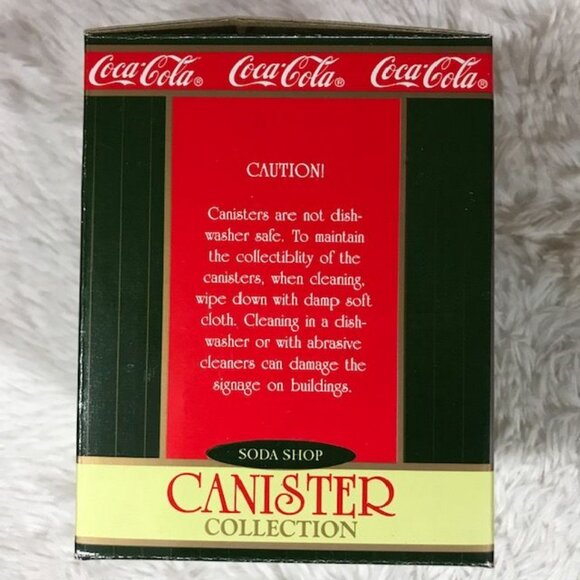 Coca-Cola® Coca-Cola® Coca-Cola®
CAUTION!
Canisters are not dish-
washer safe. To maintain
the collectiblity of the
canisters, when cleaning,
wipe down with damp soft
cloth. Cleaning in a dish-
washer or with abrasive
cleaners can damage the
signage on buildings.
SODA SHOP
CANISTER
COLLECTION